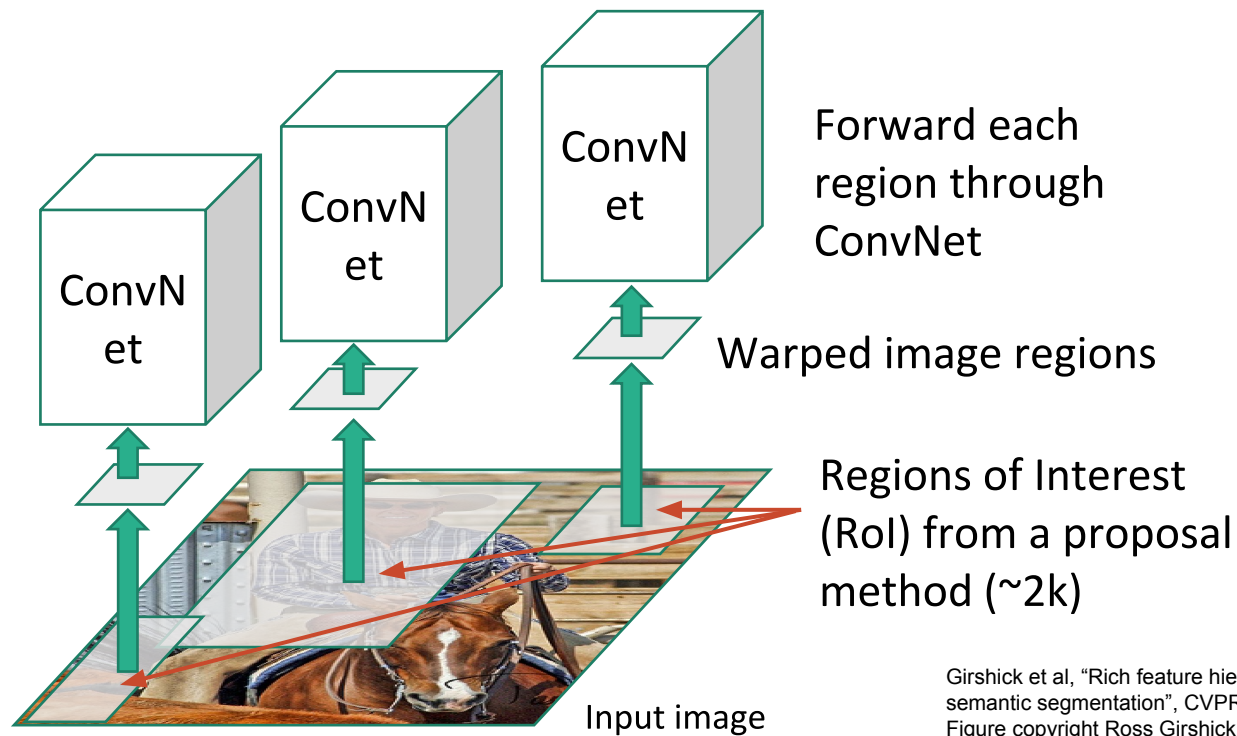 ConvN
et
ConvN
et
ConvN
et
Forward each
region through
ConvNet
Warped image regions
Regions of Interest
(RoI) from a proposal
method (~2k)
Input image
Girshick et al, “Rich feature hie
semantic segmentation”, CVPR
Figure copyright Ross Girshick